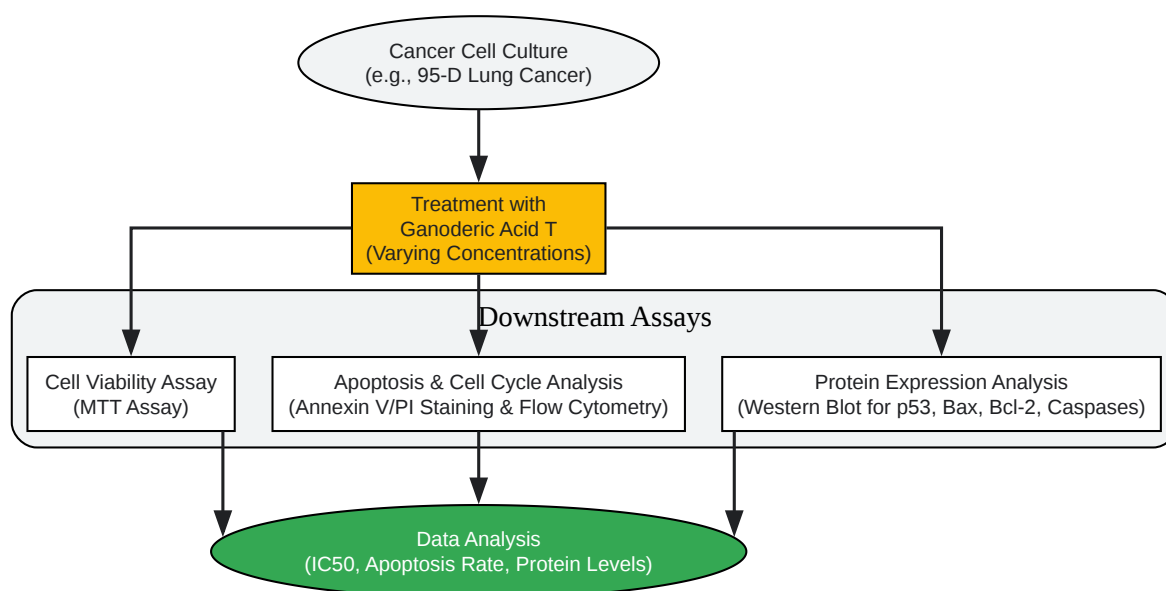 Cancer Cell Culture
(e.g., 95-D Lung Cancer)
Treatment with
Ganoderic Acid T
(Varying Concentrations)
Downstream Assays
Cell Viability Assay
(MTT Assay)
Apoptosis & Cell Cycle Analysis
(Annexin V/PI Staining & Flow Cytometry)
Protein Expression Analysis
(Western Blot for p53, Bax, Bcl-2, Caspases)
Data Analysis
(IC50, Apoptosis Rate, Protein Levels)